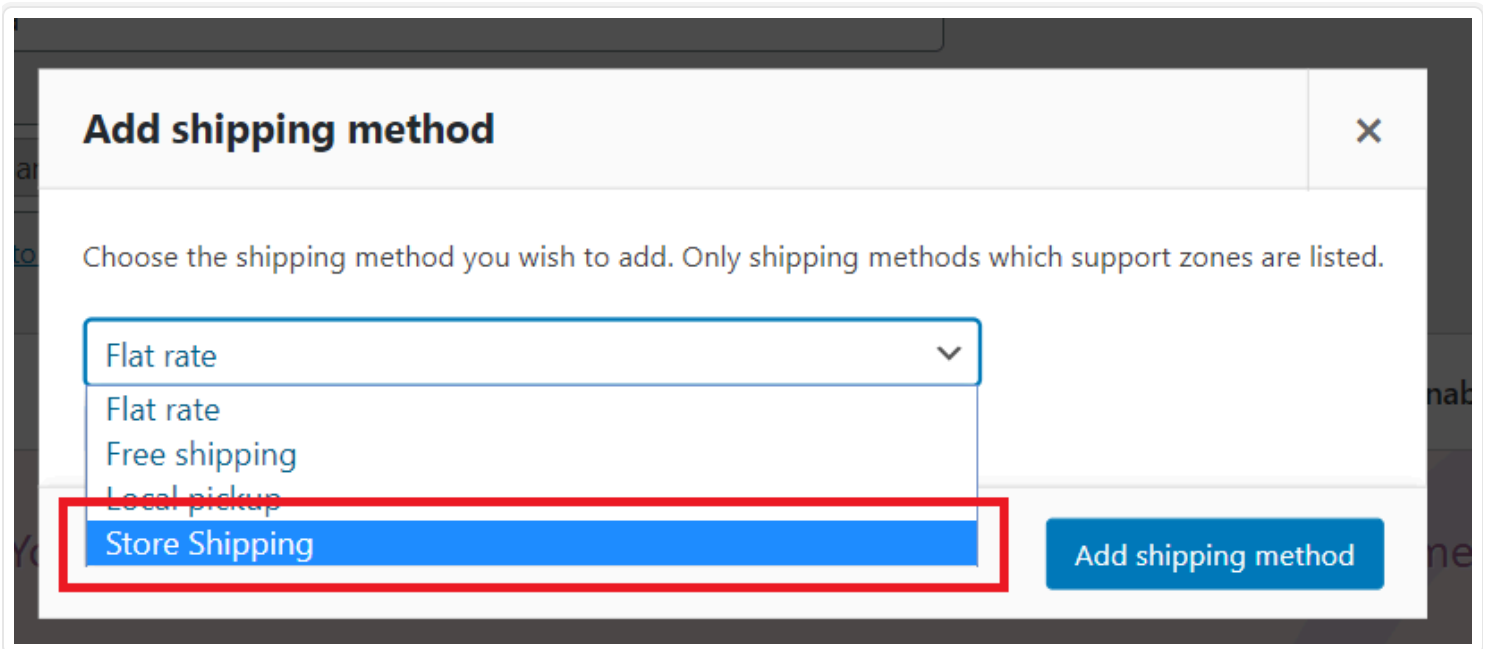 Add shipping method
Choose the shipping method you wish to add. Only shipping methods which support zones are listed.
Flat rate
Flat rate
Free shipping
Local pickup
Store Shipping
Add shipping method